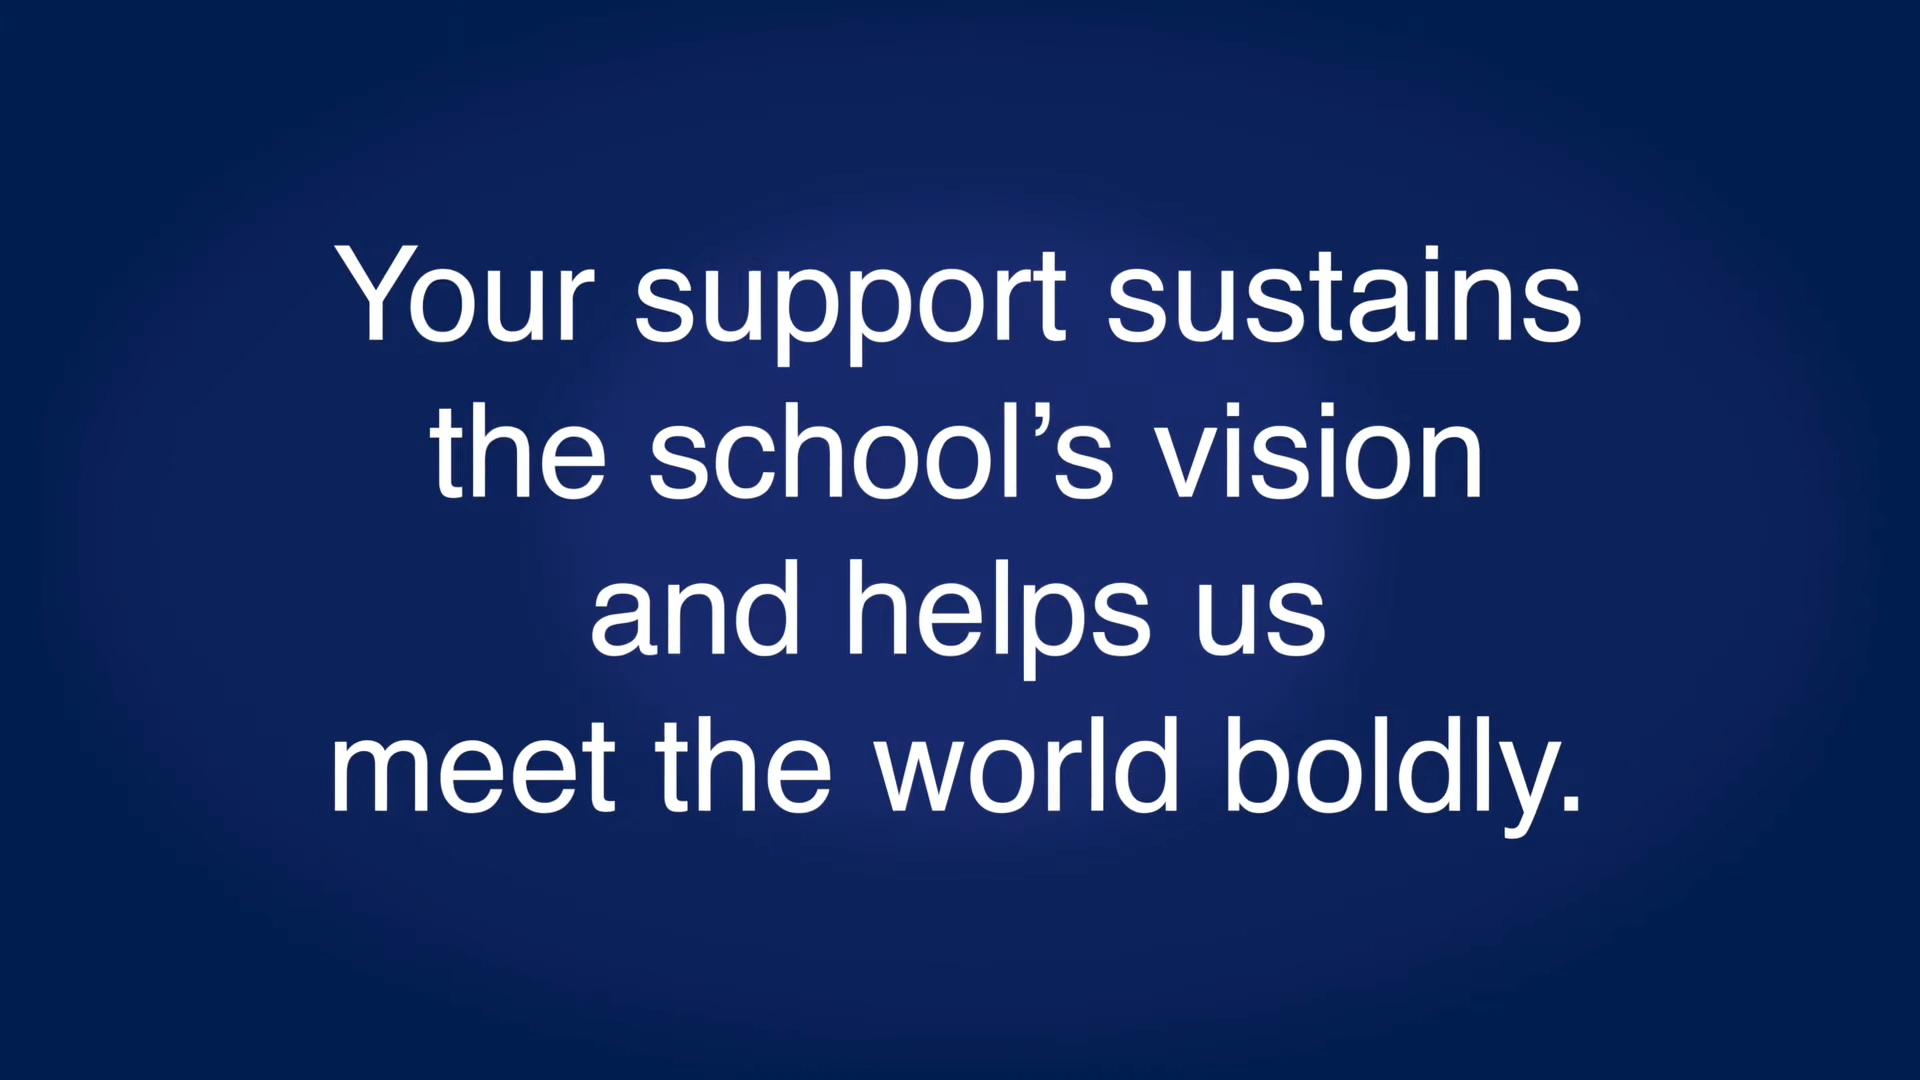 Your support sustains
the school’s vision
and helps us
meet the world boldly.